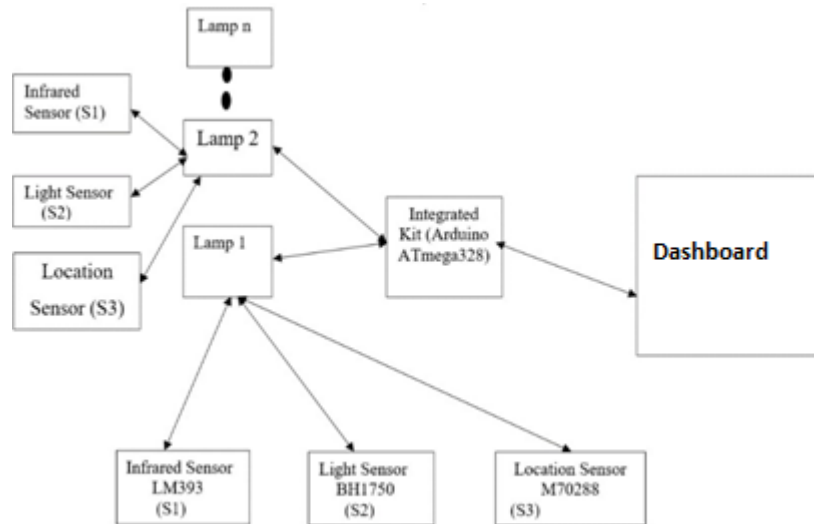 Lamp n
Infrared
Sensor (S1)
Lamp 2
Light Sensor
(S2)
Location
Sensor (S3)
Lamp 1
Integrated
Kit (Arduino
ATmega328)
Dashboard
Infrared Sensor
LM393
(S1)
Light Sensor
BH1750
(S2)
Location Sensor
M70288
(S3)